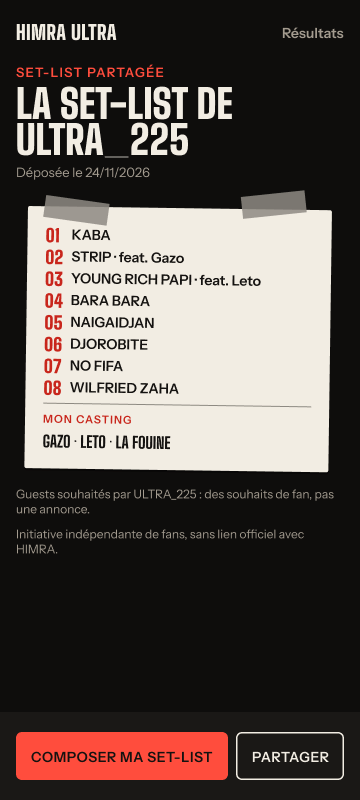 HIMRA ULTRA
Résultats
SET-LIST PARTAGÉE
LA SET-LIST DE
ULTRA_225
Déposée le 24/11/2026
01 KABA
02 STRIP · feat. Gazo
03 YOUNG RICH PAPI · feat. Leto
04 BARA BARA
05 NAIGAIDJAN
06 DJOROBITE
07 NO FIFA
08 WILFRIED ZAHA
MON CASTING
GAZO · LETO · LA FOUINE
Guests souhaités par ULTRA_225 : des souhaits de fan, pas
une annonce.
Initiative indépendante de fans, sans lien officiel avec
HIMRA.
COMPOSER MA SET-LIST
PARTAGER